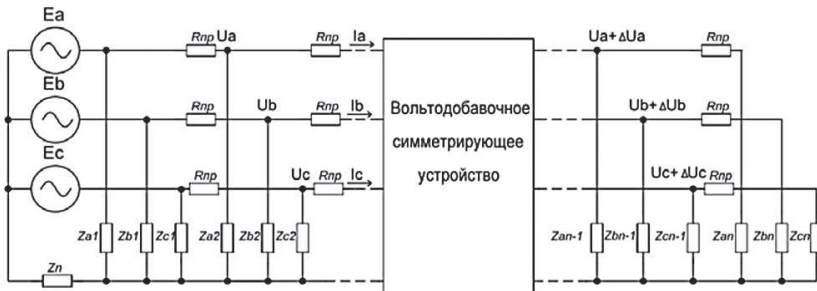 Ea
Rпр Ua Rпр Ia Ua+ ΔUa Rпр
Eb
Ub Rпр Ib Ub+ ΔUb Rпр
Вольтодобавочное
симметрирующее
устройство
Ec
Rпр Uc Rпр Ic Uc+ ΔUc Rпр
Za1 Zb1 Zc1 Za2 Zb2 Zc2 Zan-1 Zbn-1 Zcn-1 Zan Zbn Zcn
Zn